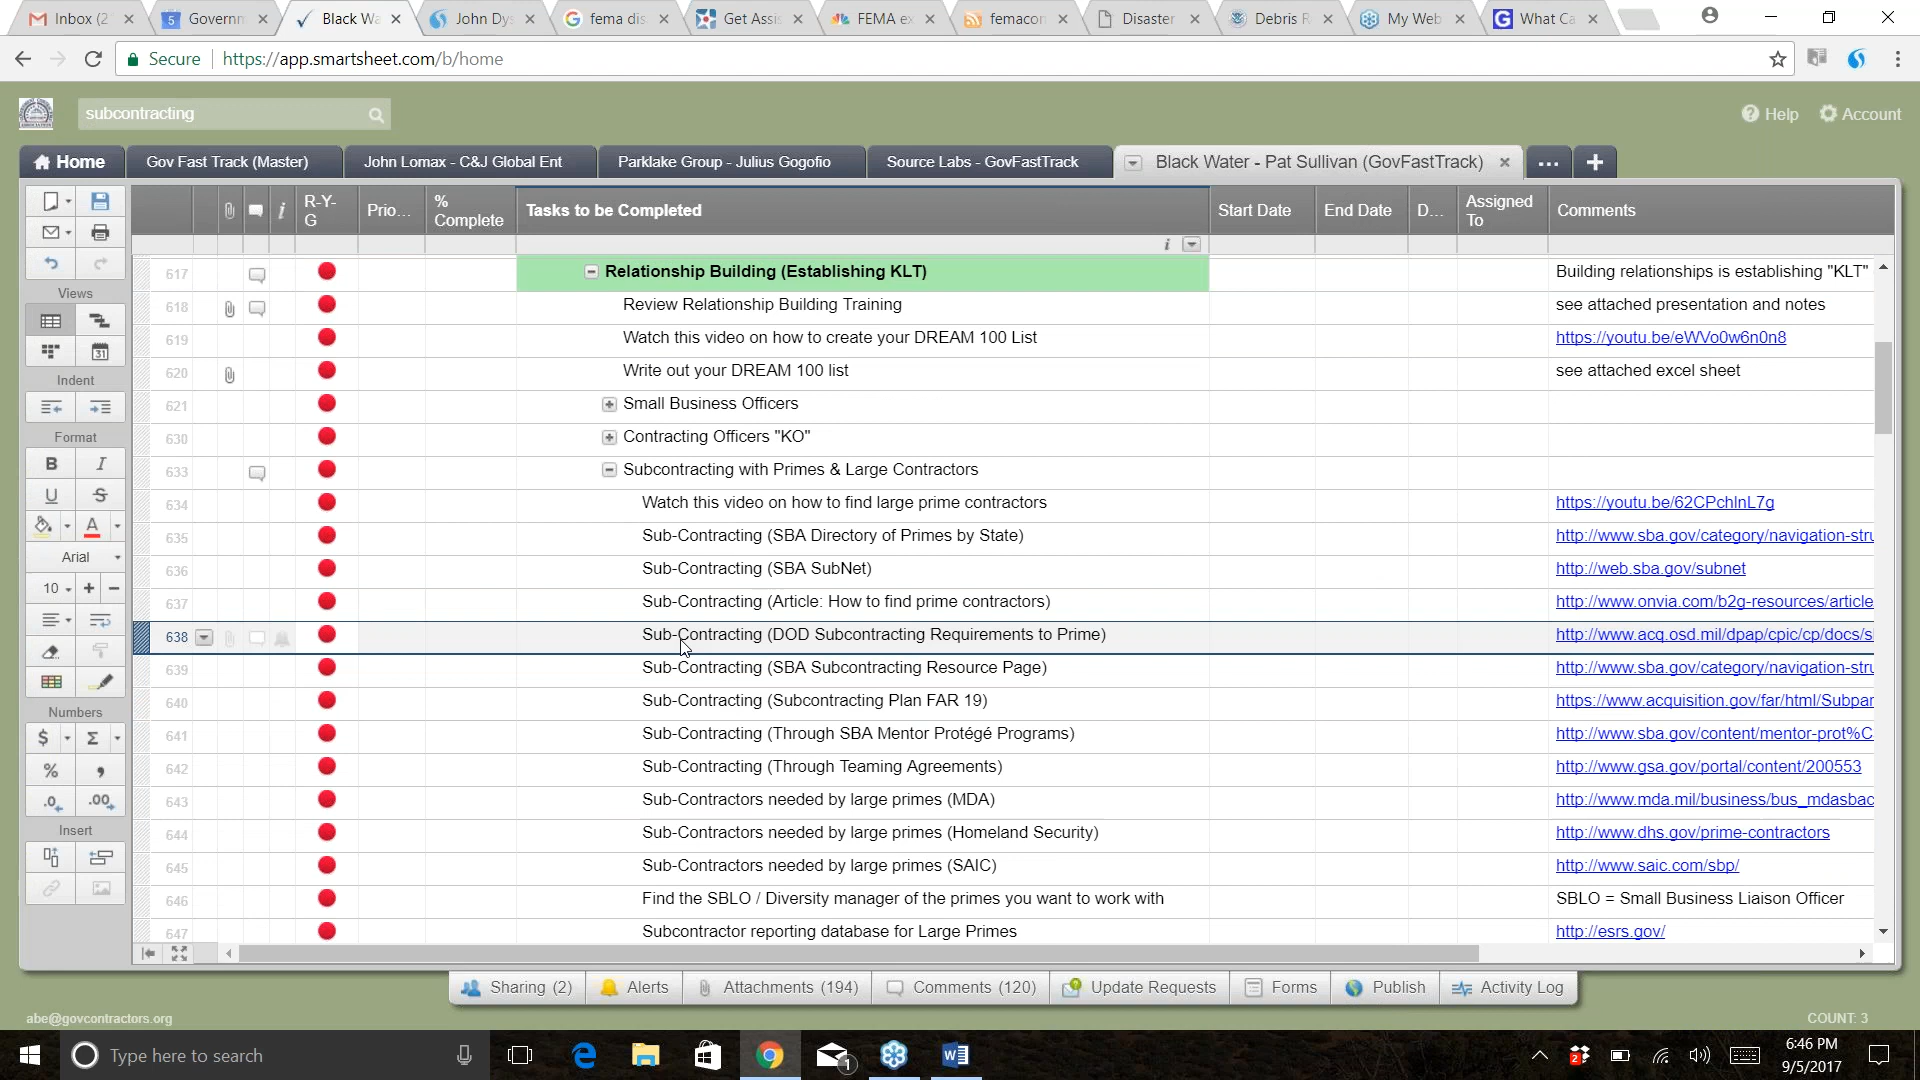 Inbox (2
Governn
Black Wa
John Dys
fema dis
Get Assis
FEMA ex
femacon
Disaster
Debris R
My Web
What Ca
Secure
https://app.smartsheet.com/b/home
subcontracting
Help
Account
Home
Gov Fast Track (Master)
John Lomax - C&J Global Ent
Parklake Group - Julius Gogofio
Source Labs - GovFastTrack
Black Water - Pat Sullivan (GovFastTrack)
R-Y-G
Prio...
% Complete
Tasks to be Completed
Start Date
End Date
D...
Assigned To
Comments
617 Relationship Building (Establishing KLT) Building relationships is establishing "KLT"
618 Review Relationship Building Training see attached presentation and notes
619 Watch this video on how to create your DREAM 100 List https://youtu.be/eWVo0w6n0n8
620 Write out your DREAM 100 list see attached excel sheet
621 Small Business Officers
630 Contracting Officers "KO"
633 Subcontracting with Primes & Large Contractors
634 Watch this video on how to find large prime contractors https://youtu.be/62CPchlnL7g
635 Sub-Contracting (SBA Directory of Primes by State) http://www.sba.gov/category/navigation-stru
636 Sub-Contracting (SBA SubNet) http://web.sba.gov/subnet
637 Sub-Contracting (Article: How to find prime contractors) http://www.onvia.com/b2g-resources/article
638 Sub-Contracting (DOD Subcontracting Requirements to Prime) http://www.acq.osd.mil/dpap/cpic/cp/docs/s
639 Sub-Contracting (SBA Subcontracting Resource Page) http://www.sba.gov/category/navigation-stru
640 Sub-Contracting (Subcontracting Plan FAR 19) https://www.acquisition.gov/far/html/Subpar
641 Sub-Contracting (Through SBA Mentor Protégé Programs) http://www.sba.gov/content/mentor-prot%C
642 Sub-Contracting (Through Teaming Agreements) http://www.gsa.gov/portal/content/200553
643 Sub-Contractors needed by large primes (MDA) http://www.mda.mil/business/bus_mdasbac
644 Sub-Contractors needed by large primes (Homeland Security) http://www.dhs.gov/prime-contractors
645 Sub-Contractors needed by large primes (SAIC) http://www.saic.com/sbp/
646 Find the SBLO / Diversity manager of the primes you want to work with SBLO = Small Business Liaison Officer
647 Subcontractor reporting database for Large Primes http://esrs.gov/
Views
31
Indent
Format
B I
U S
A
Arial
10 + −
Numbers
$ Σ
% ,
.0 .00
Insert
Sharing (2)
Alerts
Attachments (194)
Comments (120)
Update Requests
Forms
Publish
Activity Log
abe@govcontractors.org
COUNT: 3
Type here to search
1
2
6:46 PM
9/5/2017